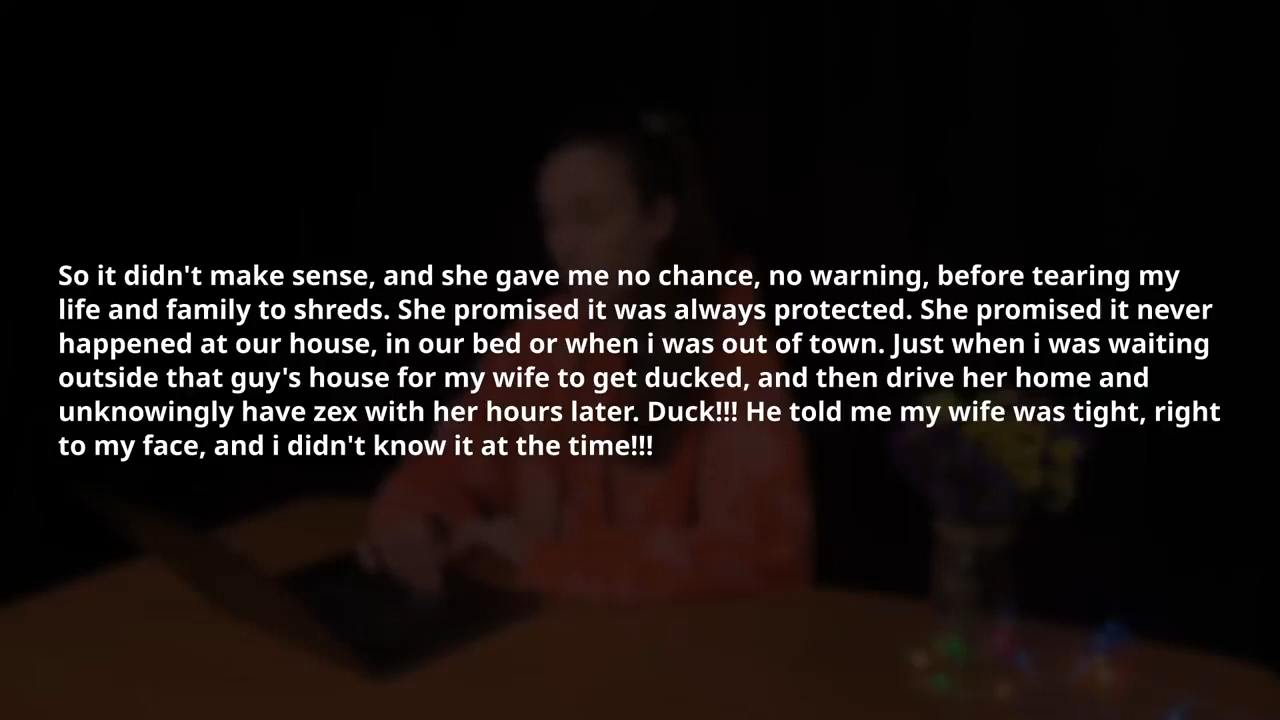 So it didn't make sense, and she gave me no chance, no warning, before tearing my
life and family to shreds. She promised it was always protected. She promised it never
happened at our house, in our bed or when i was out of town. Just when i was waiting
outside that guy's house for my wife to get ducked, and then drive her home and
unknowingly have zex with her hours later. Duck!!! He told me my wife was tight, right
to my face, and i didn't know it at the time!!!